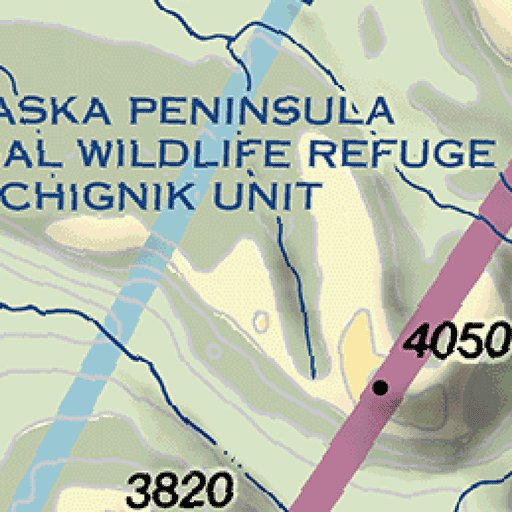 ASKA PENINSULA
AL WILDLIFE REFUGE
CHIGNIK UNIT
4050
3820